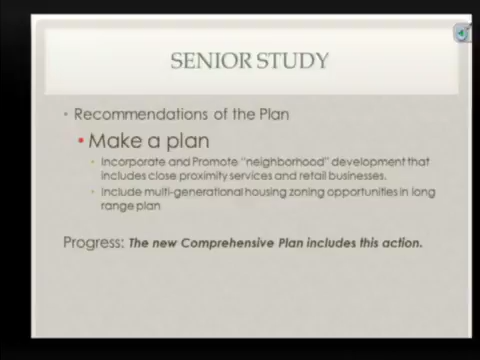 SENIOR STUDY
• Recommendations of the Plan
• Make a plan
• Incorporate and Promote “neighborhood” development that
includes close proximity services and retail businesses.
• Include multi-generational housing zoning opportunities in long
range plan
Progress: The new Comprehensive Plan includes this action.